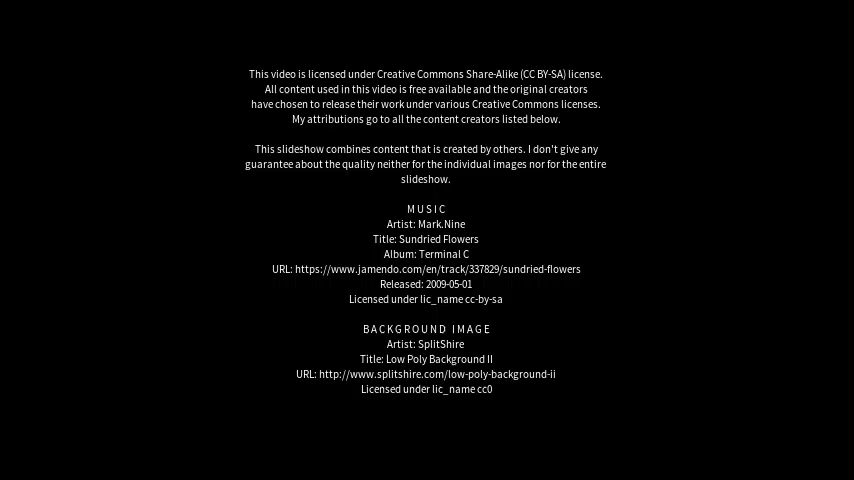 This video is licensed under Creative Commons Share-Alike (CC BY-SA) license.
All content used in this video is free available and the original creators
have chosen to release their work under various Creative Commons licenses.
My attributions go to all the content creators listed below.
This slideshow combines content that is created by others. I don't give any
guarantee about the quality neither for the individual images nor for the entire
slideshow.
MUSIC
Artist: Mark.Nine
Title: Sundried Flowers
Album: Terminal C
URL: https://www.jamendo.com/en/track/337829/sundried-flowers
Released: 2009-05-01
Licensed under lic_name cc-by-sa
BACKGROUND IMAGE
Artist: SplitShire
Title: Low Poly Background II
URL: http://www.splitshire.com/low-poly-background-ii
Licensed under lic_name cc0